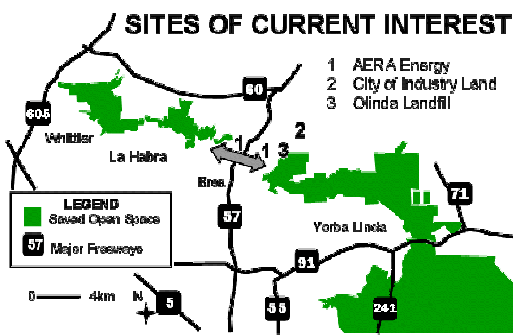 SITES OF CURRENT INTEREST
1 AERA Energy
2 City of Industry Land
3 Olinda Landfill
60
605
Whittier
La Habra
1
1
3
2
Brea
LEGEND
Saved Open Space
57 Major Freeways
57
71
Yorba Linda
91
0 4km N
5
55
241